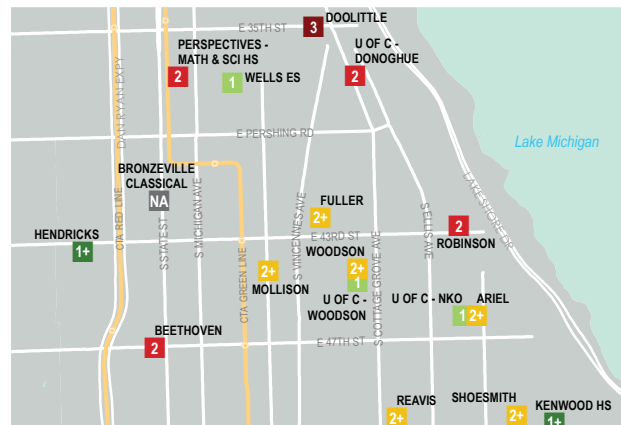 DOOLITTLE
3
E 35TH ST
PERSPECTIVES -
MATH & SCI HS
2
1
WELLS ES
U OF C -
DONOGHUE
2
DAN RYAN EXPY
E PERSHING RD
Lake Michigan
BRONZEVILLE
CLASSICAL
NA
CTA RED LINE
S STATE ST
S MICHIGAN AVE
S VINCENNES AVE
FULLER
2+
E 43RD ST
LAKE SHORE DR
S ELLS AVE
2
ROBINSON
HENDRICKS
1+
WOODSON
2+
1
U OF C -
WOODSON
S COTTAGE GROVE AVE
2+
MOLLISON
CTA GREEN LINE
U OF C - NKO
1
ARIEL
2+
BEETHOVEN
2
E 47TH ST
REAVIS
2+
SHOESMITH
2+
KENWOOD HS
1+